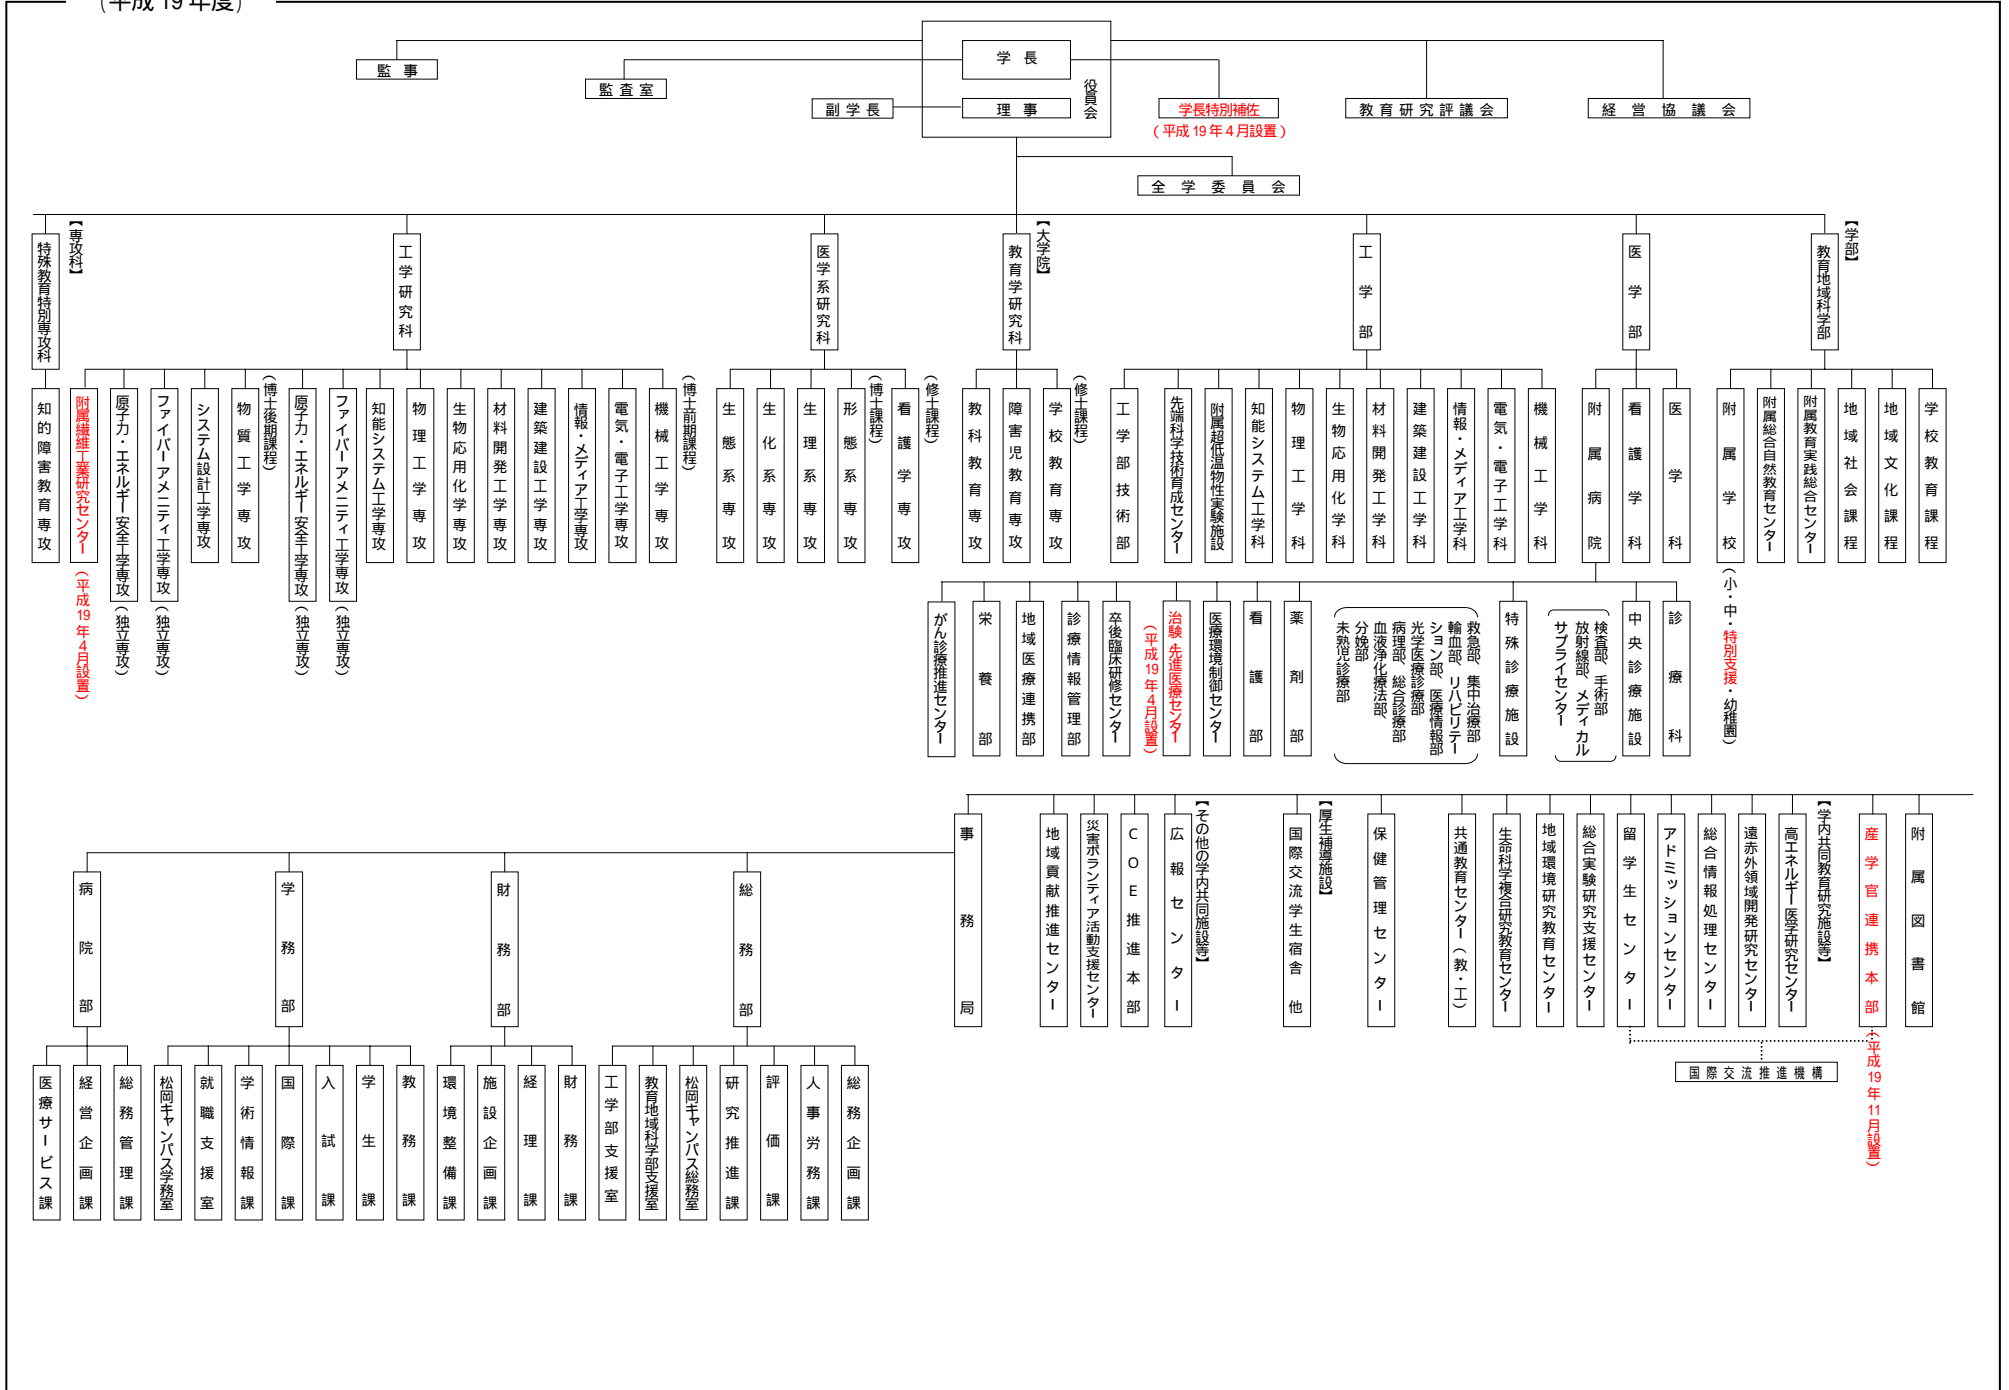 (平成19年度)
学長
監事
監査室
役員会
副学長
理事
学長特別補佐
(平成19年4月設置)
教育研究評議会
経営協議会
全学委員会
【学部】
教育地域科学部
医学部
工学部
【大学院】
教育学研究科
医学系研究科
工学研究科
【専攻科】
特殊教育特別専攻科
学校教育課程
地域文化課程
地域社会課程
附属教育実践総合センター
附属総合自然教育センター
附属学校
(小・中・特別支援・幼稚園)
医学科
看護学科
附属病院
機械工学科
電気・電子工学科
情報・メディア工学科
建築建設工学科
材料開発工学科
生物応用化学科
物理工学科
知能システム工学科
附属超低温物性実験施設
先端科学技術育成センター
工学部技術部
(修士課程)
学校教育専攻
障害児教育専攻
教科教育専攻
(修士課程)
看護学専攻
(博士課程)
形態系専攻
生理系専攻
生化系専攻
生態系専攻
(博士前期課程)
機械工学専攻
電気・電子工学専攻
情報・メディア工学専攻
建築建設工学専攻
材料開発工学専攻
生物応用化学専攻
物理工学専攻
知能システム工学専攻
ファイバーアメニティ工学専攻(独立専攻)
原子力・エネルギー安全工学専攻(独立専攻)
(博士後期課程)
物質工学専攻
システム設計工学専攻
ファイバーアメニティ工学専攻(独立専攻)
原子力・エネルギー安全工学専攻(独立専攻)
附属繊維工業研究センター(平成19年4月設置)
知的障害教育専攻
診療科
中央診療施設
検査部、手術部
放射線部、メディカル
サプライセンター
特殊診療施設
救急部、集中治療部
輸血部、リハビリテー
ション部、医療情報部
光学医療診療部
病理部、総合診療部
血液浄化療法部、
分娩部
未熟児診療部
薬剤部
看護部
医療環境制御センター
治験・先進医療センター
(平成19年4月設置)
卒後臨床研修センター
診療情報管理部
地域医療連携部
栄養部
がん診療推進センター
附属図書館
産学官連携本部
(平成19年11月設置)
【学内共同教育研究施設等】
高エネルギー医学研究センター
遠赤外領域開発研究センター
総合情報処理センター
アドミッションセンター
留学生センター
総合実験研究支援センター
地域環境研究教育センター
生命科学複合研究教育センター
共通教育センター(教・工)
国際交流推進機構
保健管理センター
【厚生補導施設】
国際交流学生宿舎他
【その他の学内共同施設等】
広報センター
COE推進本部
災害ボランティア活動支援センター
地域貢献推進センター
事務局
総務部
財務部
学務部
病院部
総務企画課
人事労務課
評価課
研究推進課
松岡キャンパス総務室
教育地域科学部支援室
工学部支援室
財務課
経理課
施設企画課
環境整備課
教務課
学生課
入試課
国際課
学術情報課
就職支援室
松岡キャンパス学務室
総務管理課
経営企画課
医療サービス課